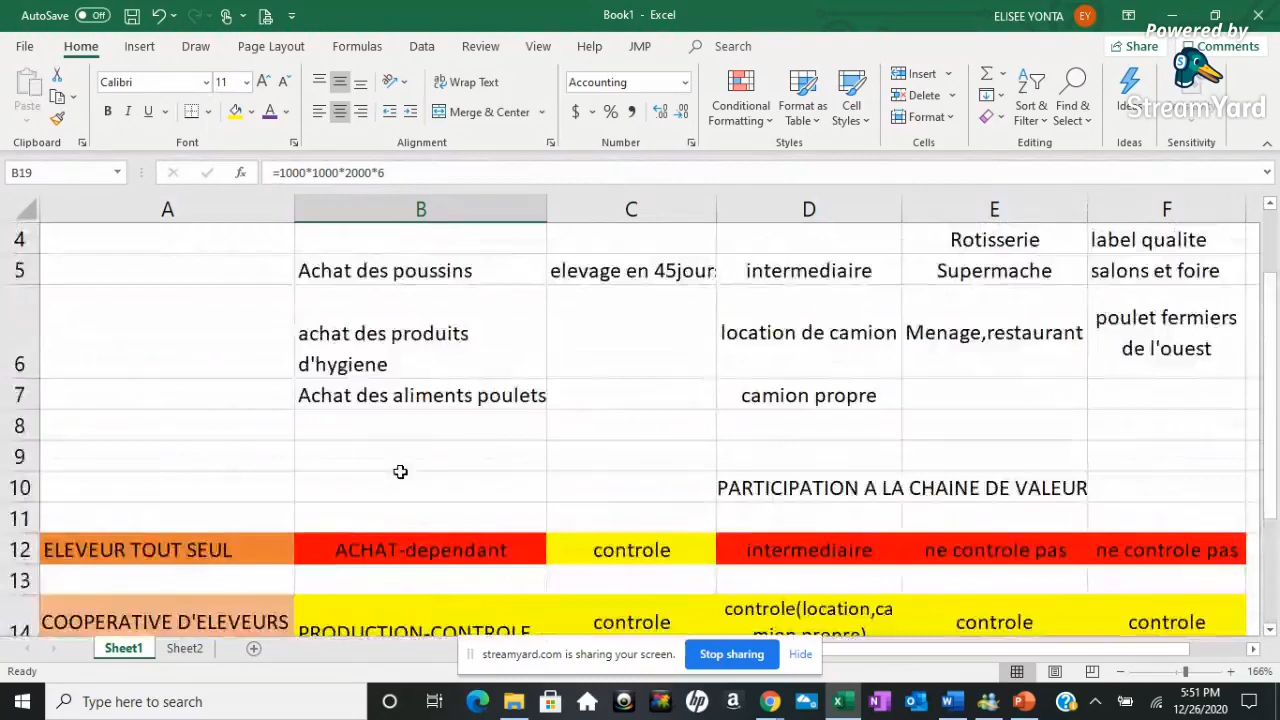 AutoSave Off
Book1 - Excel
ELISEE YONTA EY
Powered by
StreamYard
File Home Insert Draw Page Layout Formulas Data Review View Help JMP Search Share Comments
Paste
Clipboard
Calibri 11
B I U
Font
Wrap Text
Merge & Center
Alignment
Accounting
$ % 9
Number
Conditional Formatting
Format as Table
Cell Styles
Styles
Insert
Delete
Format
Cells
Sort & Filter
Find & Select
Editing
Ideas
Ideas
Sensitivity
B19 fx =1000*1000*2000*6
A B C D E F
4 Rotisserie label qualite
5 Achat des poussins elevage en 45jour intermediaire Supermache salons et foire
6 achat des produits d'hygiene location de camion Menage,restaurant poulet fermiers de l'ouest
7 Achat des aliments poulets camion propre
8
9
10 PARTICIPATION A LA CHAINE DE VALEUR
11
12 ELEVEUR TOUT SEUL ACHAT-dependant controle intermediaire ne controle pas ne controle pas
13
14 COOPERATIVE D'ELEVEURS PRODUCTION-CONTROLE controle controle(location,ca mion propre) controle controle
Sheet1 Sheet2
streamyard.com is sharing your screen. Stop sharing Hide
Ready
166%
Type here to search
5:51 PM
12/26/2020